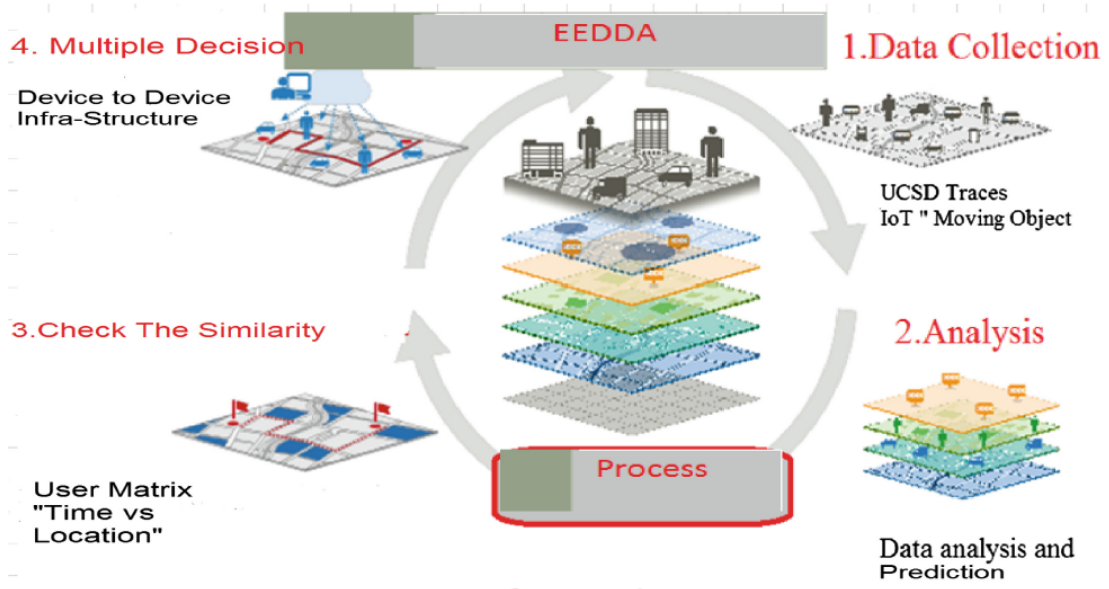 EEDDA
4. Multiple Decision
Device to Device
Infra-Structure
1.Data Collection
UCSD Traces
IoT " Moving Object
3.Check The Similarity
User Matrix
"Time vs
Location"
2.Analysis
Data analysis and
Prediction
Process